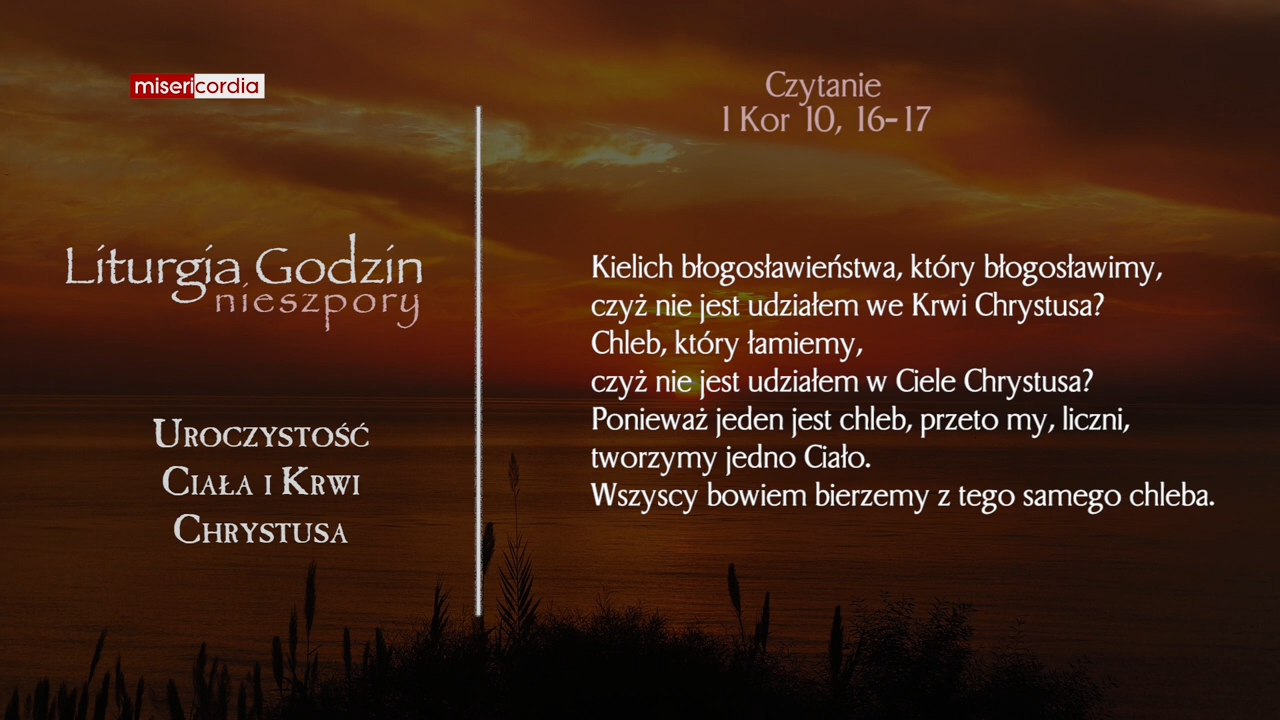 misericordia
Liturgia Godzin
nieszpory
Uroczystość
Ciała i Krwi
Chrystusa
Czytanie
1 Kor 10, 16-17
Kielich błogosławieństwa, który błogosławimy,
czyż nie jest udziałem we Krwi Chrystusa?
Chleb, który łamiemy,
czyż nie jest udziałem w Ciele Chrystusa?
Ponieważ jeden jest chleb, przeto my, liczni,
tworzymy jedno Ciało.
Wszyscy bowiem bierzemy z tego samego chleba.